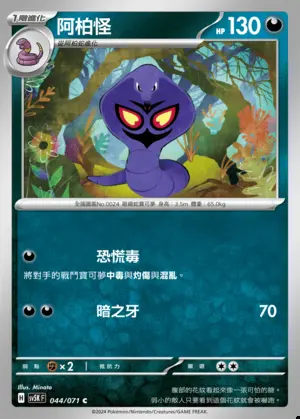 1階進化
阿柏怪
HP 130
從阿柏蛇進化
全國圖鑑No.0024 眼鏡蛇寶可夢 身高：3.5m 體重：65.0kg
恐慌毒
將對手的戰鬥寶可夢中毒與灼傷與混亂。
暗之牙 70
弱點 ×2 抵抗力 撤退
Illus. Minato
H SV5K F 044/071 C
腹部的花紋看起來像一張可怕的臉。
弱小的敵人只要看到這個花紋就會被嚇跑。
©2024 Pokémon/Nintendo/Creatures/GAME FREAK.